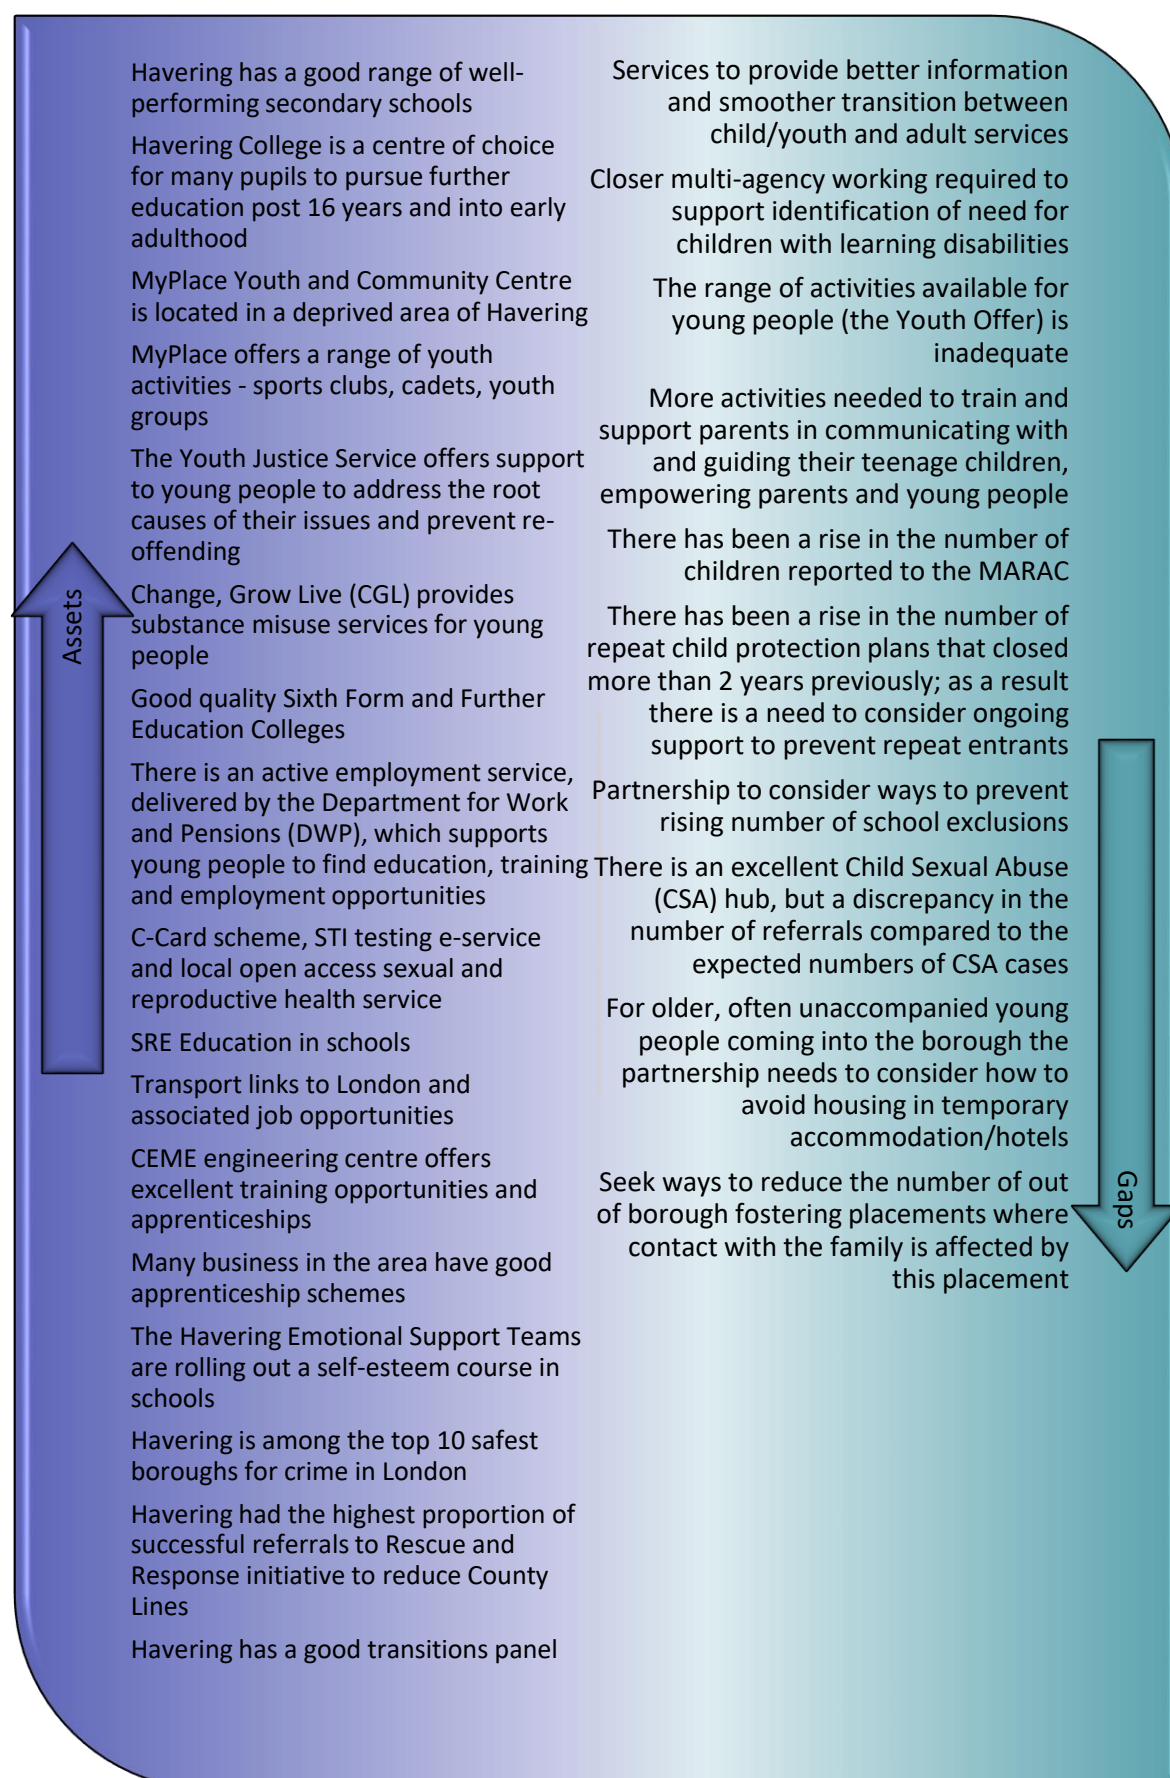 Havering has a good range of well-
performing secondary schools
Havering College is a centre of choice
for many pupils to pursue further
education post 16 years and into early
adulthood
MyPlace Youth and Community Centre
is located in a deprived area of Havering
MyPlace offers a range of youth
activities - sports clubs, cadets, youth
groups
The Youth Justice Service offers support
to young people to address the root
causes of their issues and prevent re-
offending
Change, Grow Live (CGL) provides
substance misuse services for young
people
Good quality Sixth Form and Further
Education Colleges
There is an active employment service,
delivered by the Department for Work
and Pensions (DWP), which supports
young people to find education, training
and employment opportunities
C-Card scheme, STI testing e-service
and local open access sexual and
reproductive health service
SRE Education in schools
Transport links to London and
associated job opportunities
CEME engineering centre offers
excellent training opportunities and
apprenticeships
Many business in the area have good
apprenticeship schemes
The Havering Emotional Support Teams
are rolling out a self-esteem course in
schools
Havering is among the top 10 safest
boroughs for crime in London
Havering had the highest proportion of
successful referrals to Rescue and
Response initiative to reduce County
Lines
Havering has a good transitions panel
Assets
Services to provide better information
and smoother transition between
child/youth and adult services
Closer multi-agency working required to
support identification of need for
children with learning disabilities
The range of activities available for
young people (the Youth Offer) is
inadequate
More activities needed to train and
support parents in communicating with
and guiding their teenage children,
empowering parents and young people
There has been a rise in the number of
children reported to the MARAC
There has been a rise in the number of
repeat child protection plans that closed
more than 2 years previously; as a result
there is a need to consider ongoing
support to prevent repeat entrants
Partnership to consider ways to prevent
rising number of school exclusions
There is an excellent Child Sexual Abuse
(CSA) hub, but a discrepancy in the
number of referrals compared to the
expected numbers of CSA cases
For older, often unaccompanied young
people coming into the borough the
partnership needs to consider how to
avoid housing in temporary
accommodation/hotels
Seek ways to reduce the number of out
of borough fostering placements where
contact with the family is affected by
this placement
Gaps